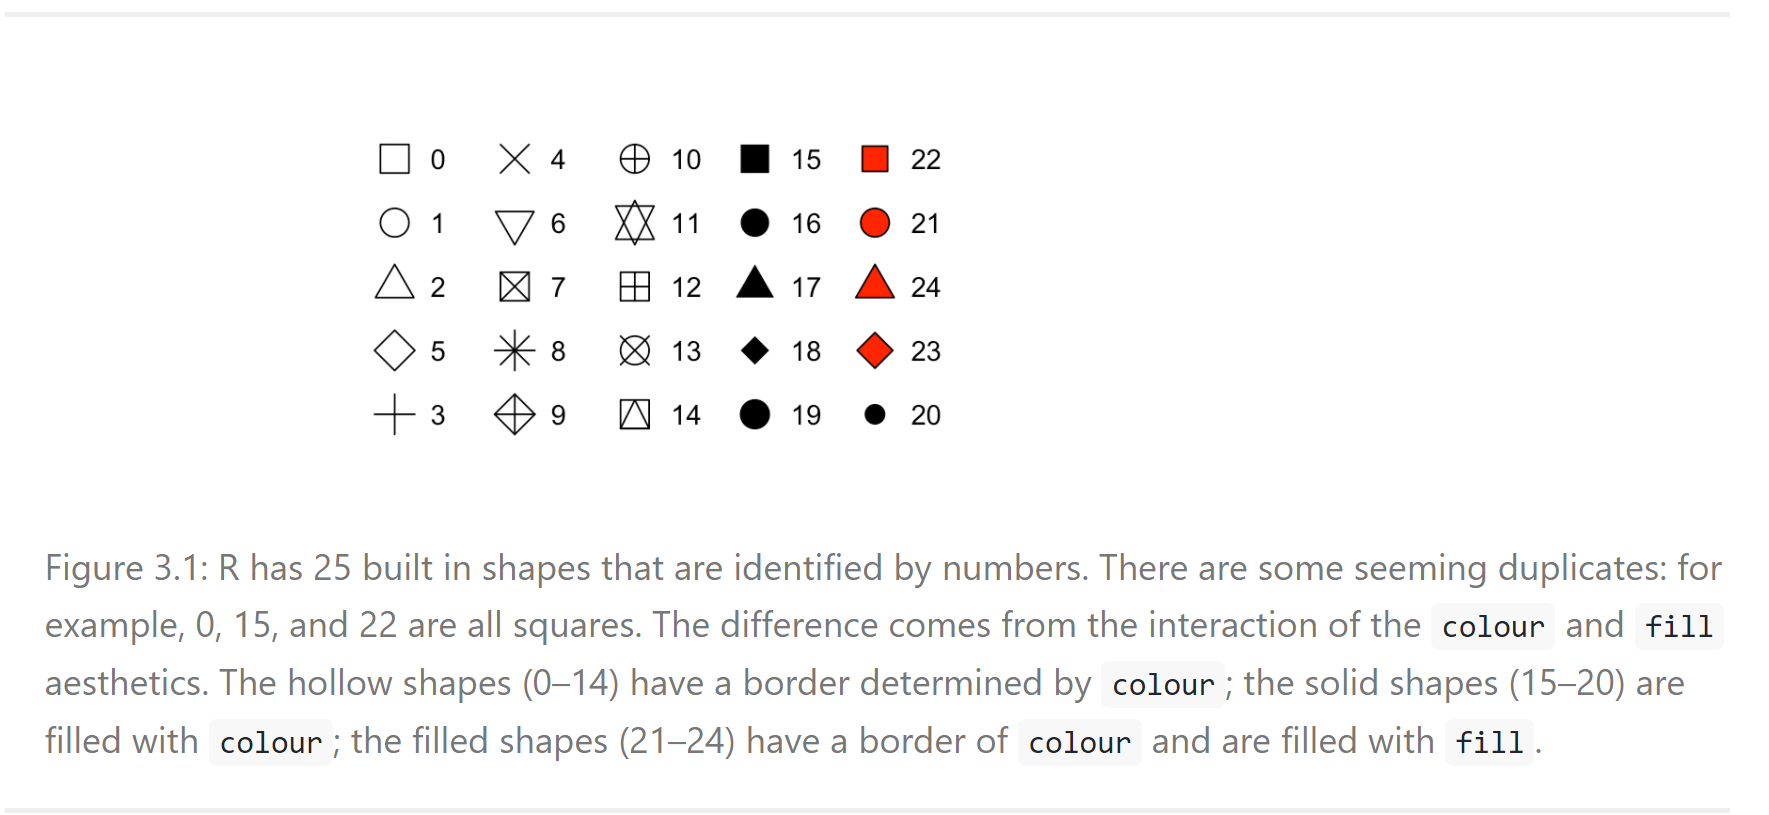 0 4 10 15 22
1 6 11 16 21
2 7 12 17 24
5 8 13 18 23
3 9 14 19 20
Figure 3.1: R has 25 built in shapes that are identified by numbers. There are some seeming duplicates: for
example, 0, 15, and 22 are all squares. The difference comes from the interaction of the colour and fill
aesthetics. The hollow shapes (0–14) have a border determined by colour; the solid shapes (15–20) are
filled with colour; the filled shapes (21–24) have a border of colour and are filled with fill.